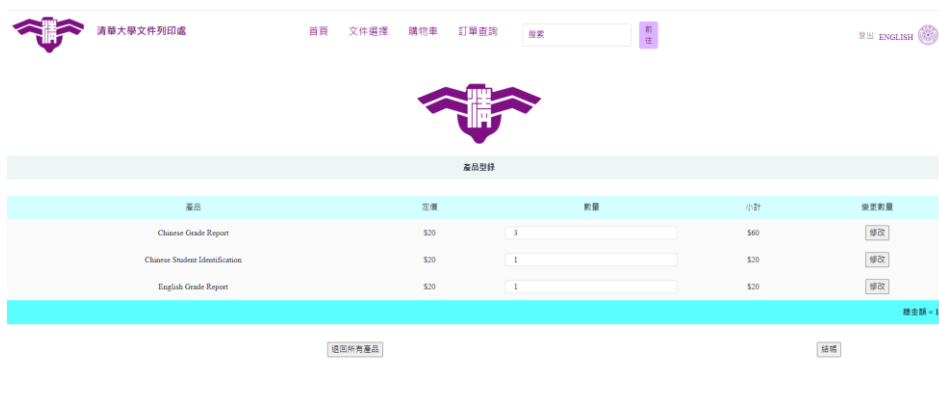 清華大學文件列印處 首頁 文件選擇 購物車 訂單查詢 搜索 前往 登出 ENGLISH
產品型錄
產品 定價 數量 小計 變更數量
Chinese Grade Report $20 3 $60 修改
Chinese Student Identification $20 1 $20 修改
English Grade Report $20 1 $20 修改
總金額 = 1
退回所有產品 結帳